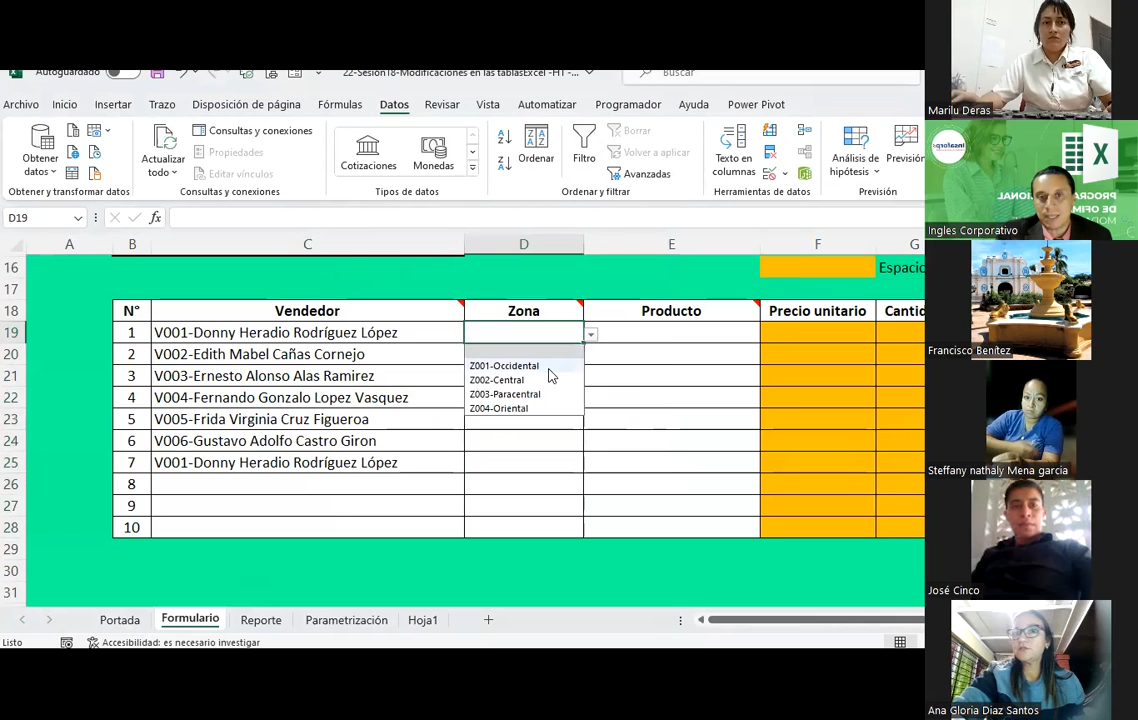 Autoguardado
22-Sesión18-Modificaciones en las tablasExcel -HT -...
Buscar
Archivo Inicio Insertar Trazo Disposición de página Fórmulas Datos Revisar Vista Automatizar Programador Ayuda Power Pivot
Obtener datos
Actualizar todo
Consultas y conexiones
Propiedades
Editar vínculos
Cotizaciones
Monedas
Ordenar
Filtro
Borrar
Volver a aplicar
Avanzadas
Texto en columnas
Análisis de hipótesis
Previsión
Obtener y transformar datos
Consultas y conexiones
Tipos de datos
Ordenar y filtrar
Herramientas de datos
Previsión
D19
fx
A B C D E F G
16 Espacio
17
18 N° Vendedor Zona Producto Precio unitario Cantid
19 1 V001-Donny Heradio Rodríguez López
20 2 V002-Edith Mabel Cañas Cornejo
21 3 V003-Ernesto Alonso Alas Ramirez
22 4 V004-Fernando Gonzalo Lopez Vasquez
23 5 V005-Frida Virginia Cruz Figueroa
24 6 V006-Gustavo Adolfo Castro Giron
25 7 V001-Donny Heradio Rodríguez López
26 8
27 9
28 10
29
30
31
Z001-Occidental
Z002-Central
Z003-Paracentral
Z004-Oriental
Portada Formulario Reporte Parametrización Hoja1
Listo
Accesibilidad: es necesario investigar
Marilu Deras
Ingles Corporativo
Francisco Benítez
Steffany nathaly Mena garcia
José Cinco
Ana Gloria Diaz Santos